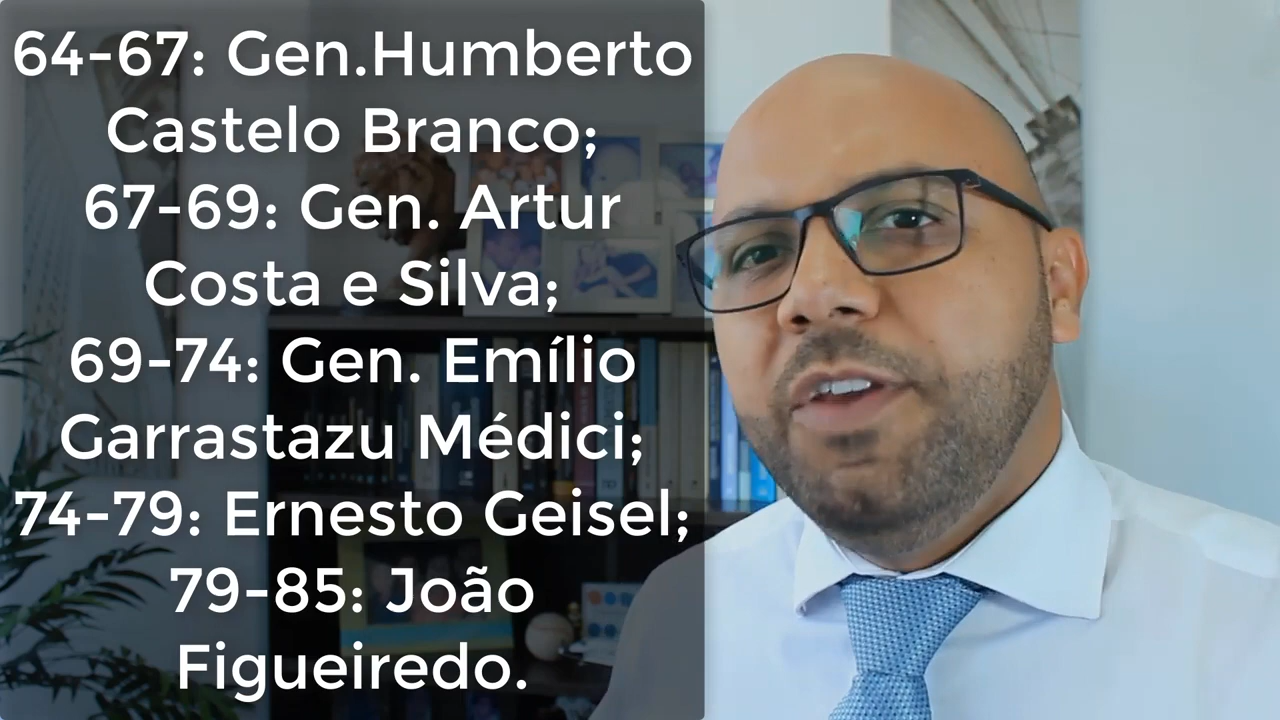 64-67: Gen.Humberto
Castelo Branco;
67-69: Gen. Artur
Costa e Silva;
69-74: Gen. Emílio
Garrastazu Médici;
74-79: Ernesto Geisel;
79-85: João
Figueiredo.